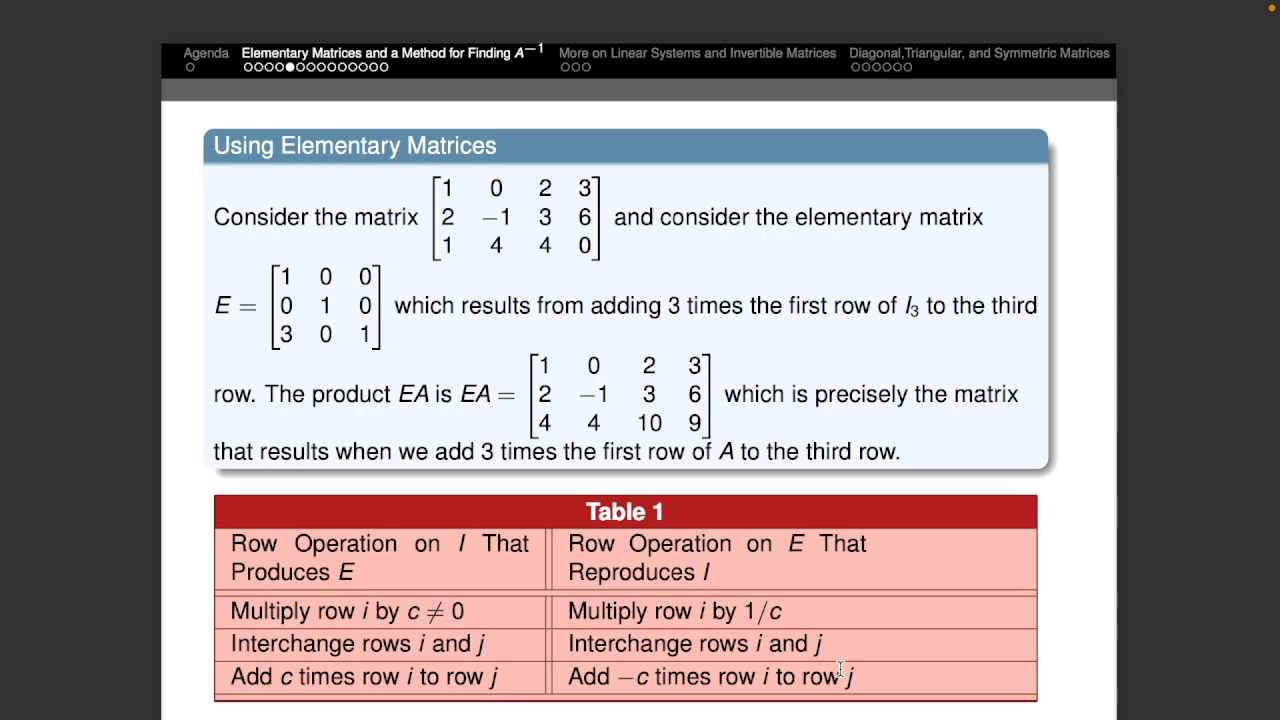 Agenda Elementary Matrices and a Method for Finding A⁻¹ More on Linear Systems and Invertible Matrices Diagonal,Triangular, and Symmetric Matrices
Using Elementary Matrices
Consider the matrix [1 0 2 3; 2 −1 3 6; 1 4 4 0] and consider the elementary matrix
E = [1 0 0; 0 1 0; 3 0 1] which results from adding 3 times the first row of I₃ to the third
row. The product EA is EA = [1 0 2 3; 2 −1 3 6; 4 4 10 9] which is precisely the matrix
that results when we add 3 times the first row of A to the third row.
Table 1
Row Operation on I That Produces E
Row Operation on E That Reproduces I
Multiply row i by c ≠ 0 Multiply row i by 1/c
Interchange rows i and j Interchange rows i and j
Add c times row i to row j Add −c times row i to row j